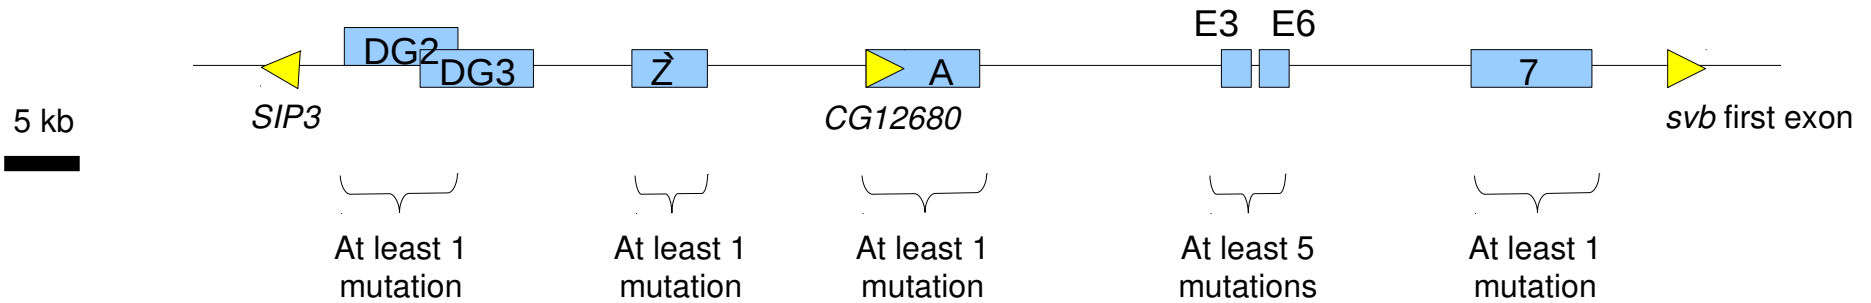 E3 E6
DG2
DG3 Z̀ A 7
5 kb SIP3 CG12680 svb first exon
At least 1 At least 1 At least 1 At least 5 At least 1
mutation mutation mutation mutations mutation